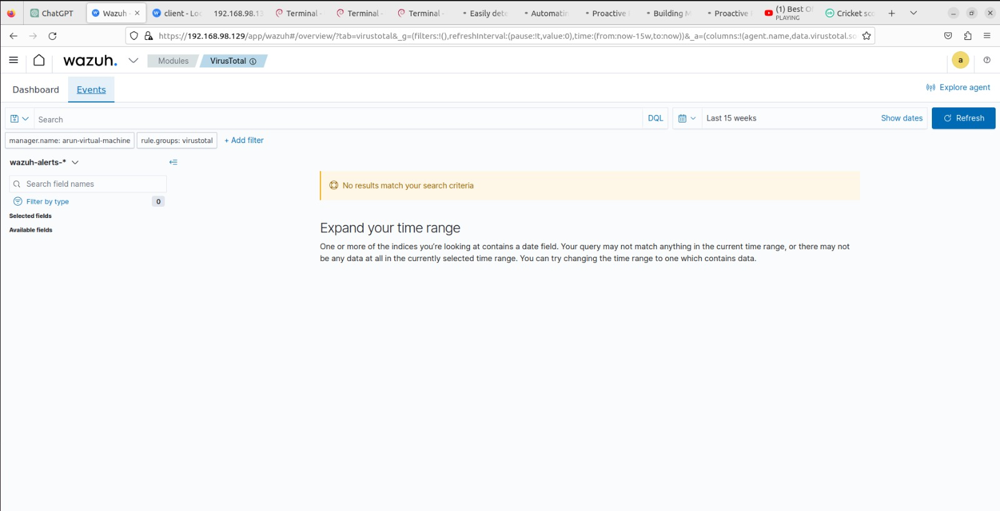 ChatGPT
Wazuh -
client - Loc
192.168.98.13
Terminal -
Terminal -
Terminal -
Easily dete
Automatin
Proactive
Building M
Proactive
(1) Best O
PLAYING
Cricket sco
https://192.168.98.129/app/wazuh#/overview/?tab=virustotal&_g=(filters:!(),refreshInterval:(pause:!t,value:0),time:(from:now-15w,to:now))&_a=(columns:!(agent.name,data.virustotal.so
wazuh.
Modules
VirusTotal
a
Dashboard
Events
Explore agent
Search
DQL
Last 15 weeks
Show dates
Refresh
manager.name: arun-virtual-machine
rule.groups: virustotal
+ Add filter
wazuh-alerts-*
Search field names
Filter by type
0
Selected fields
Available fields
No results match your search criteria
Expand your time range
One or more of the indices you’re looking at contains a date field. Your query may not match anything in the current time range, or there may not
be any data at all in the currently selected time range. You can try changing the time range to one which contains data.